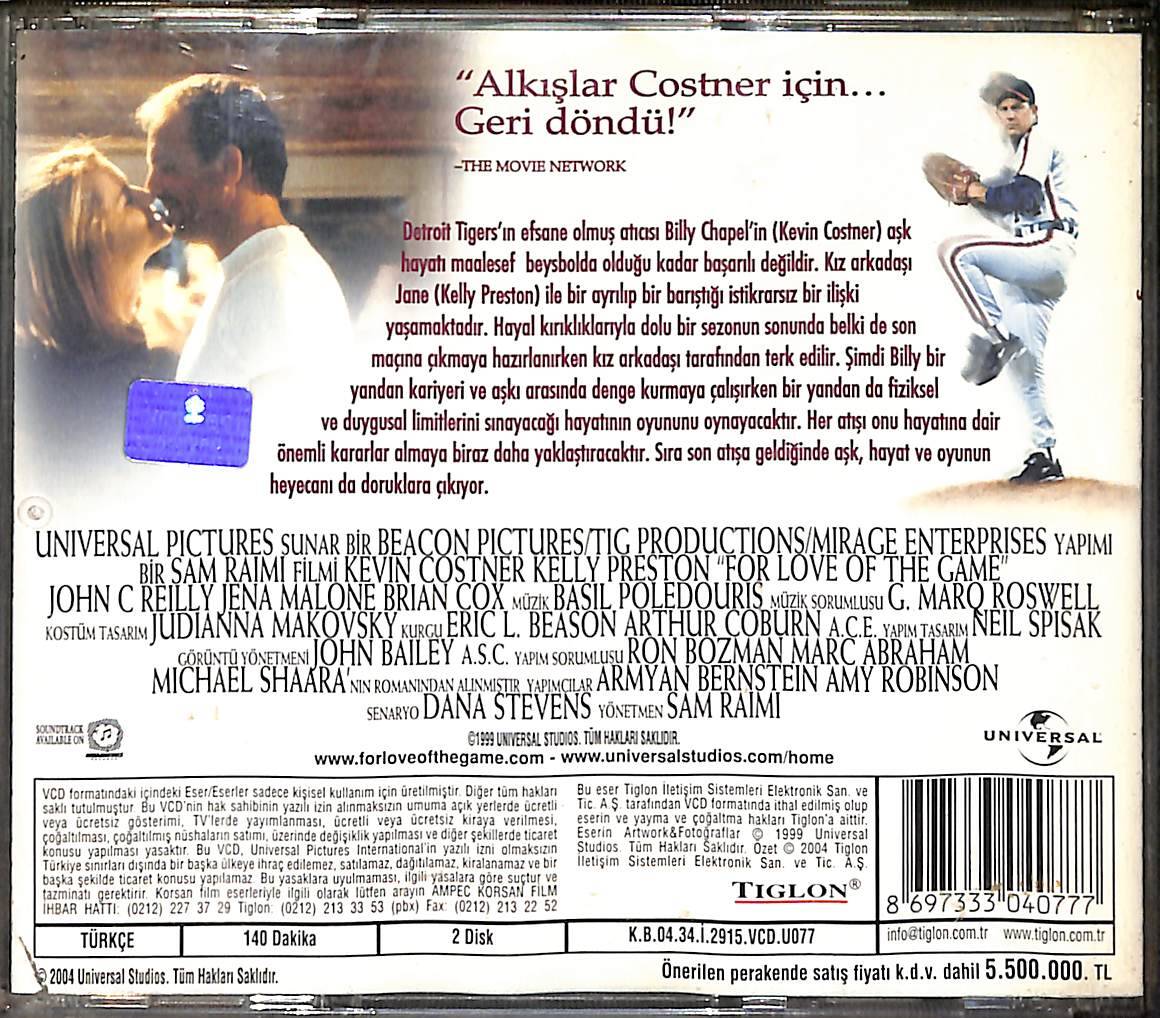 “Alkışlar Costner için...
Geri döndü!”
–THE MOVIE NETWORK
Detroit Tigers’ın efsane olmuş atıcısı Billy Chapel’in (Kevin Costner) aşk
hayatı maalesef beysbolda olduğu kadar başarılı değildir. Kız arkadaşı
Jane (Kelly Preston) ile bir ayrılıp bir barıştığı istikrarsız bir ilişki
yaşamaktadır. Hayal kırıklıklarıyla dolu bir sezonun sonunda belki de son
maçına çıkmaya hazırlanırken kız arkadaşı tarafından terk edilir. Şimdi Billy bir
yandan kariyeri ve aşkı arasında denge kurmaya çalışırken bir yandan da fiziksel
ve duygusal limitlerini sınayacağı hayatının oyununu oynayacaktır. Her atışı onu hayatına dair
önemli kararlar almaya biraz daha yaklaştıracaktır. Sıra son atışa geldiğinde aşk, hayat ve oyunun
heyecanı da doruklara çıkıyor.
UNIVERSAL PICTURES SUNAR BİR BEACON PICTURES/TIG PRODUCTIONS/MIRAGE ENTERPRISES YAPIMI
BİR SAM RAIMI FİLMİ KEVIN COSTNER KELLY PRESTON “FOR LOVE OF THE GAME”
JOHN C REILLY JENA MALONE BRIAN COX MÜZİK BASIL POLEDOURIS MÜZİK SORUMLUSU G. MARQ ROSWELL
KOSTÜM TASARIM JUDIANNA MAKOVSKY KURGU ERIC L. BEASON ARTHUR COBURN A.C.E. YAPIM TASARIM NEIL SPISAK
GÖRÜNTÜ YÖNETMENİ JOHN BAILEY A.S.C. YAPIM SORUMLUSU RON BOZMAN MARC ABRAHAM
MICHAEL SHAARA’NIN ROMANINDAN ALINMIŞTIR YAPIMCILAR ARMYAN BERNSTEIN AMY ROBINSON
SENARYO DANA STEVENS YÖNETMEN SAM RAIMI
SOUNDTRACK
AVAILABLE ON
©1999 UNIVERSAL STUDIOS. TÜM HAKLARI SAKLIDIR.
www.forloveofthegame.com - www.universalstudios.com/home
UNIVERSAL
VCD formatındaki içindeki Eser/Eserler sadece kişisel kullanım için üretilmiştir. Diğer tüm hakları
saklı tutulmuştur. Bu VCD'nin hak sahibinin yazılı izin alınmaksızın umuma açık yerlerde ücretli
veya ücretsiz gösterimi, TV'lerde yayımlanması, ücretli veya ücretsiz kiraya verilmesi,
çoğaltılması, çoğaltılmış nüshaların satımı, üzerinde değişiklik yapılması ve diğer şekillerde ticaret
konusu yapılması yasaktır. Bu VCD, Universal Pictures International'in yazılı izni olmaksızın
Türkiye sınırları dışında bir başka ülkeye ihraç edilemez, satılamaz, dağıtılamaz, kiralanamaz ve bir
başka şekilde ticaret konusu yapılamaz. Bu yasaklara uyulmaması, ilgili yasalara göre suçtur ve
tazminatı gerektirir. Korsan film eserleriyle ilgili olarak lütfen arayın AMPEC KORSAN FILM
İHBAR HATTI: (0212) 227 37 29 Tiglon: (0212) 213 33 53 (pbx) Fax: (0212) 213 22 52
Bu eser Tiglon İletişim Sistemleri Elektronik San. ve
Tic. A.Ş. tarafından VCD formatında ithal edilmiş olup
eserin ve yayma ve çoğaltma hakları Tiglon'a aittir.
Eserin Artwork&Fotoğraflar © 1999 Universal
Studios. Tüm Hakları Saklıdır. Özet © 2004 Tiglon
İletişim Sistemleri Elektronik San. ve Tic. A.Ş.
TIGLON®
8 697333 040777
TÜRKÇE
140 Dakika
2 Disk
K.B.04.34.İ.2915.VCD.U077
info@tiglon.com.tr www.tiglon.com.tr
© 2004 Universal Studios. Tüm Hakları Saklıdır.
Önerilen perakende satış fiyatı k.d.v. dahil 5.500.000. TL